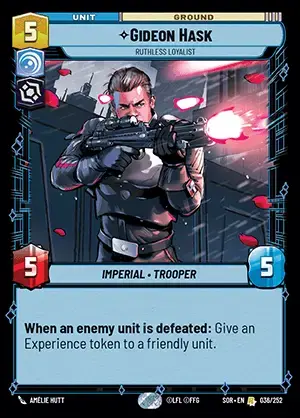 UNIT
GROUND
5
GIDEON HASK
RUTHLESS LOYALIST
5
5
IMPERIAL • TROOPER
When an enemy unit is defeated: Give an
Experience token to a friendly unit.
AMÉLIE HUTT
©LFL ©FFG
SOR • EN
R
038/252